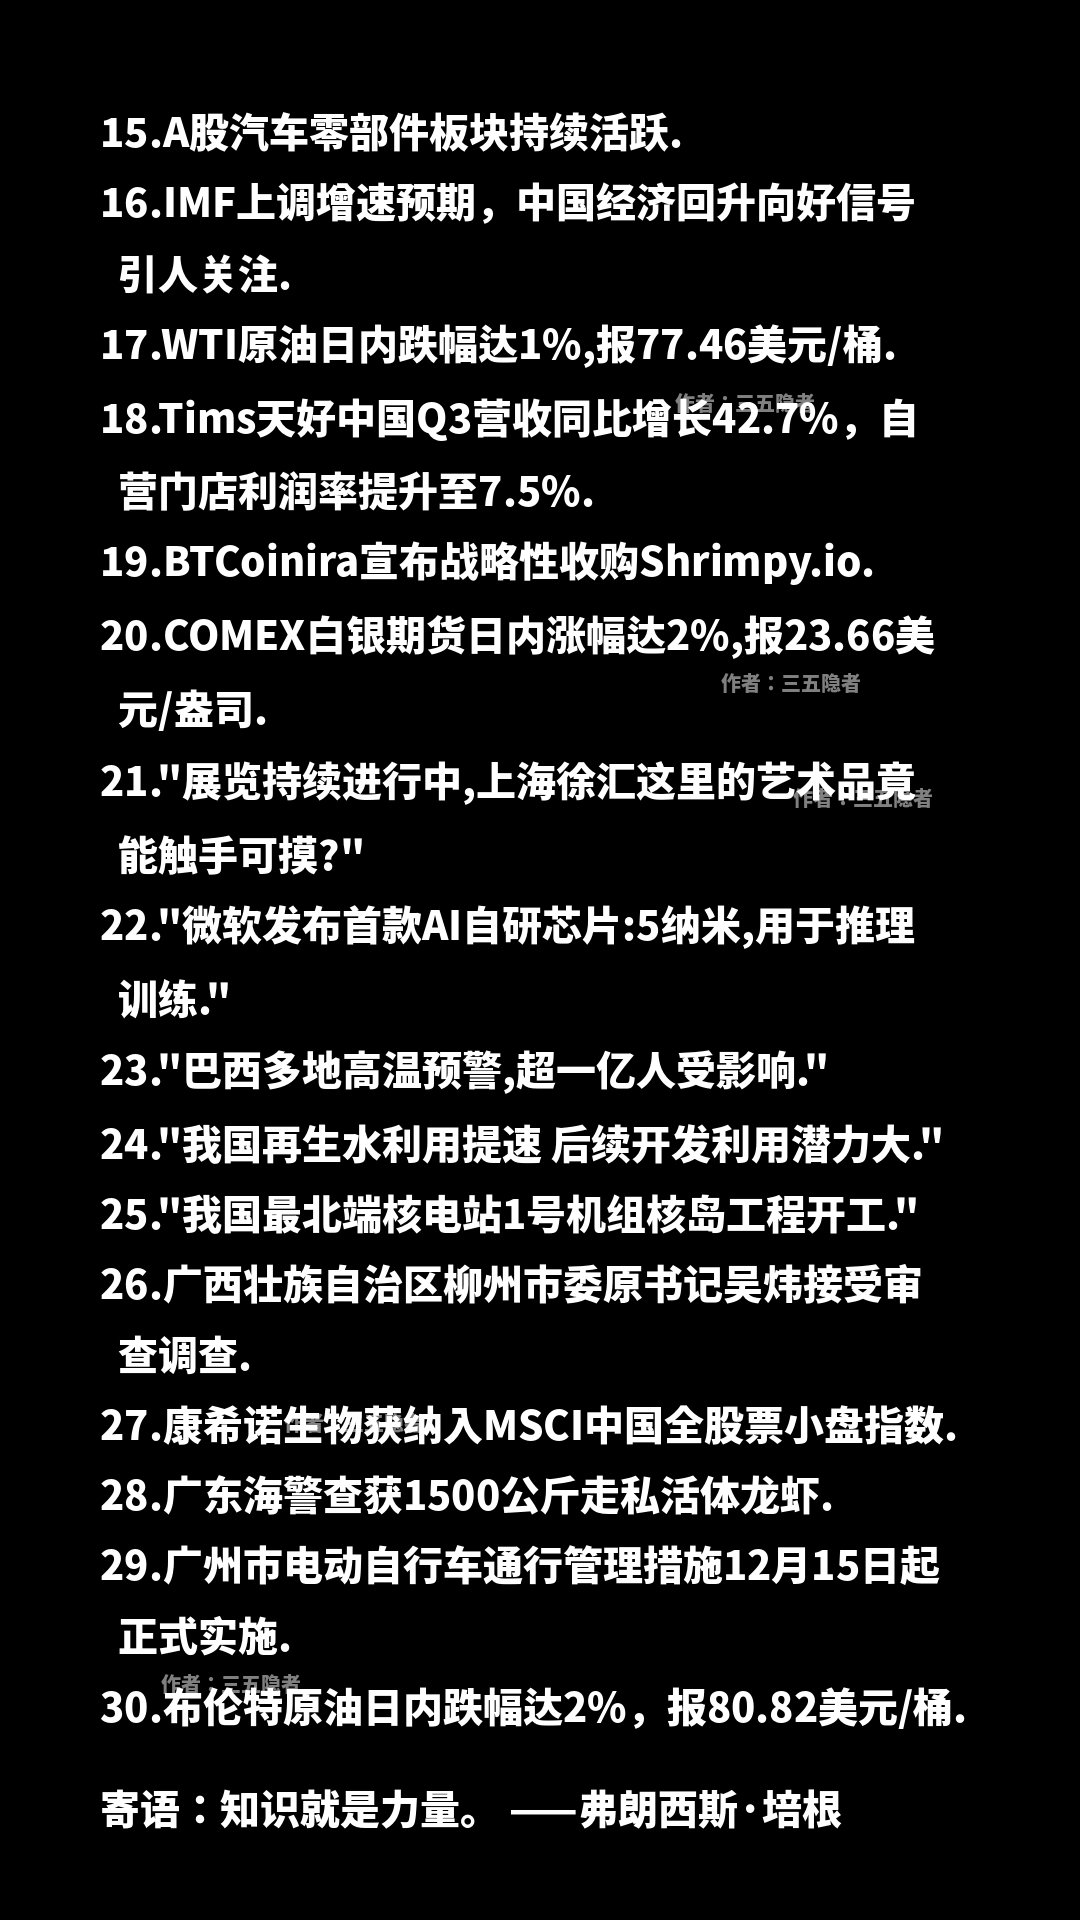 15.A股汽车零部件板块持续活跃.
16.IMF上调增速预期，中国经济回升向好信号
引人关注.
17.WTI原油日内跌幅达1%,报77.46美元/桶.
作者：三五隐者
18.Tims天好中国Q3营收同比增长42.7%，自
营门店利润率提升至7.5%.
19.BTCoinira宣布战略性收购Shrimpy.io.
20.COMEX白银期货日内涨幅达2%,报23.66美
作者：三五隐者
元/盎司.
21."展览持续进行中,上海徐汇这里的艺术品竟
作者：三五隐者
能触手可摸?"
22."微软发布首款AI自研芯片:5纳米,用于推理
训练."
23."巴西多地高温预警,超一亿人受影响."
24."我国再生水利用提速 后续开发利用潜力大."
25."我国最北端核电站1号机组核岛工程开工."
26.广西壮族自治区柳州市委原书记吴炜接受审
查调查.
27.康希诺生物获纳入MSCI中国全股票小盘指数.
28.广东海警查获1500公斤走私活体龙虾.
29.广州市电动自行车通行管理措施12月15日起
正式实施.
作者：三五隐者
30.布伦特原油日内跌幅达2%，报80.82美元/桶.
寄语：知识就是力量。 ——弗朗西斯·培根